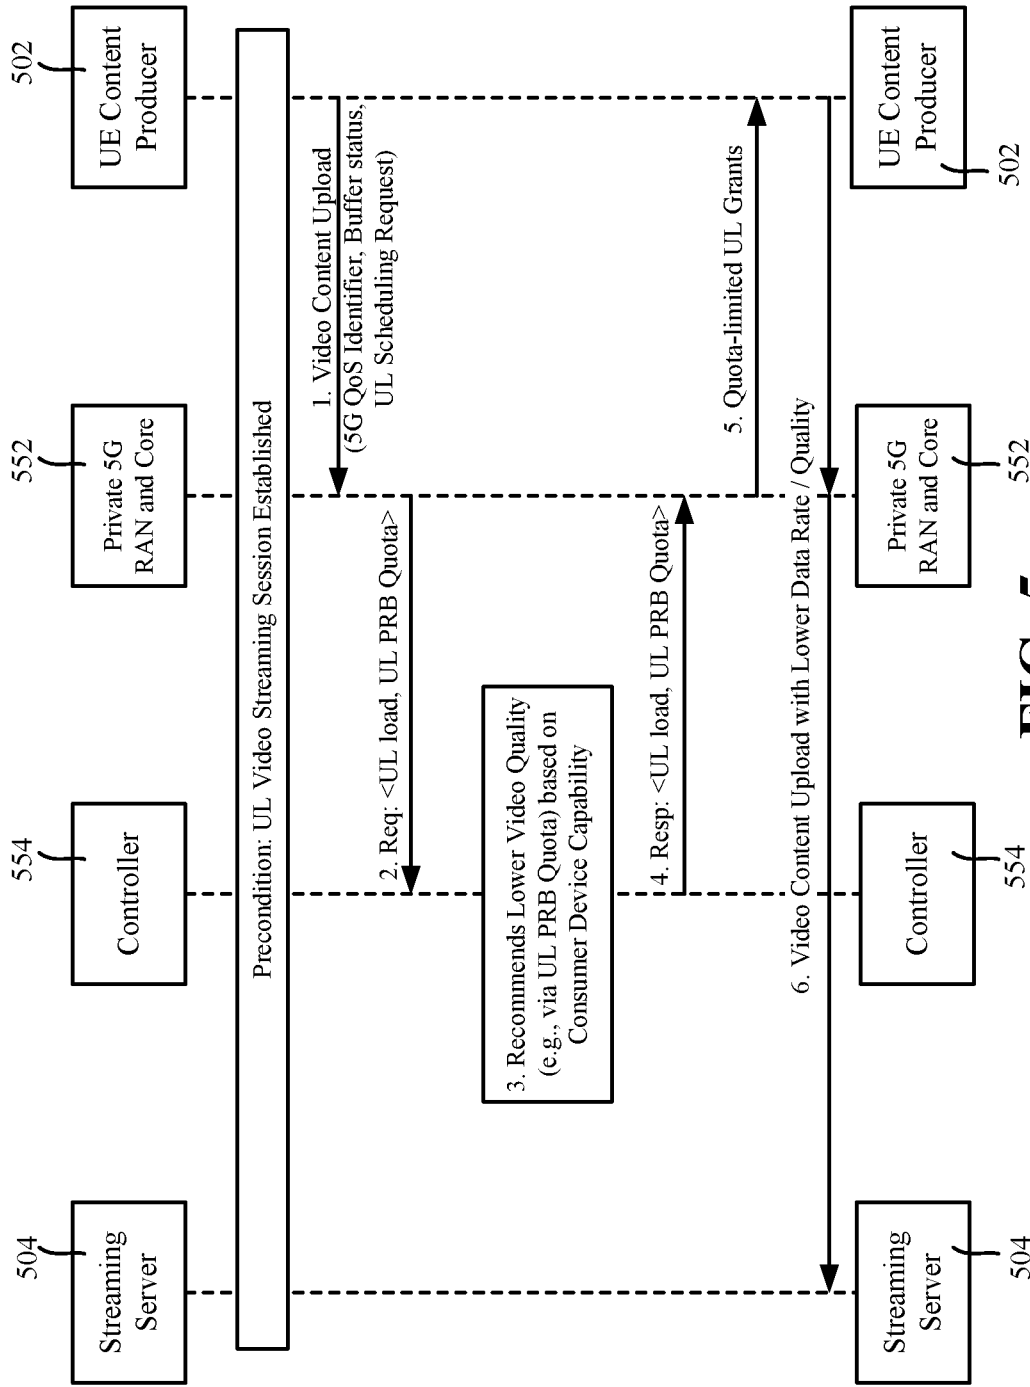 504
554
552
502
Streaming
Server
Controller
Private 5G
RAN and Core
UE Content
Producer
Precondition: UL Video Streaming Session Established
1. Video Content Upload
(5G QoS Identifier, Buffer status,
UL Scheduling Request)
2. Req: <UL load, UL PRB Quota>
3. Recommends Lower Video Quality
(e.g., via UL PRB Quota) based on
Consumer Device Capability
4. Resp: <UL load, UL PRB Quota>
5. Quota-limited UL Grants
6. Video Content Upload with Lower Data Rate / Quality
Streaming
Server
Controller
Private 5G
RAN and Core
UE Content
Producer
504
554
552
502
FIG. 5